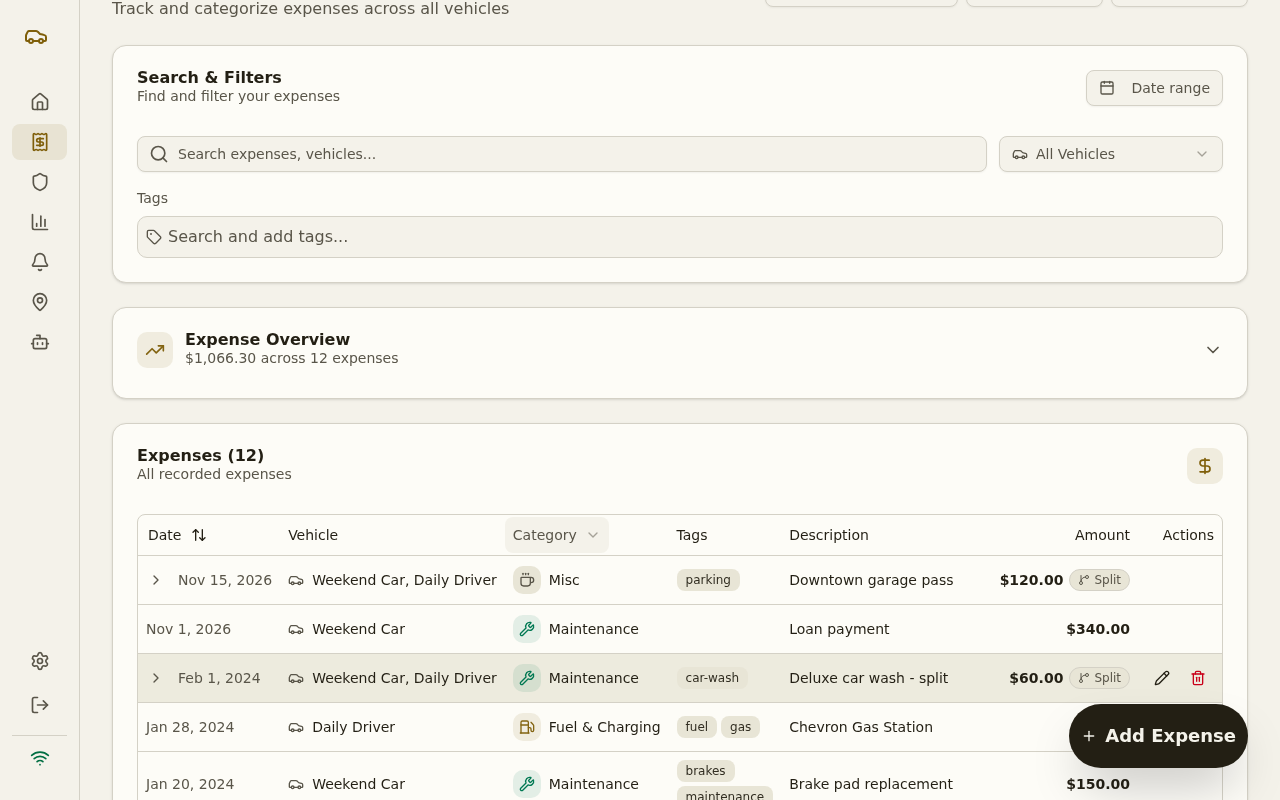 Track and categorize expenses across all vehicles
Search & Filters
Find and filter your expenses
Date range
Search expenses, vehicles...
All Vehicles
Tags
Search and add tags...
Expense Overview
$1,066.30 across 12 expenses
Expenses (12)
All recorded expenses
Date Vehicle Category Tags Description Amount Actions
Nov 15, 2026 Weekend Car, Daily Driver Misc parking Downtown garage pass $120.00 Split
Nov 1, 2026 Weekend Car Maintenance Loan payment $340.00
Feb 1, 2024 Weekend Car, Daily Driver Maintenance car-wash Deluxe car wash - split $60.00 Split
Jan 28, 2024 Daily Driver Fuel & Charging fuel gas Chevron Gas Station
Add Expense
Jan 20, 2024 Weekend Car Maintenance brakes maintenance Brake pad replacement $150.00